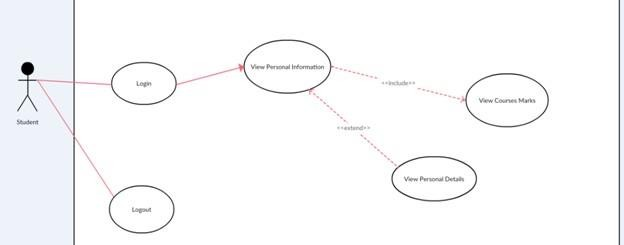 View Personal Information
Login
<<include>>
View Courses Marks
Student
<<extend>>
View Personal Details
Logout